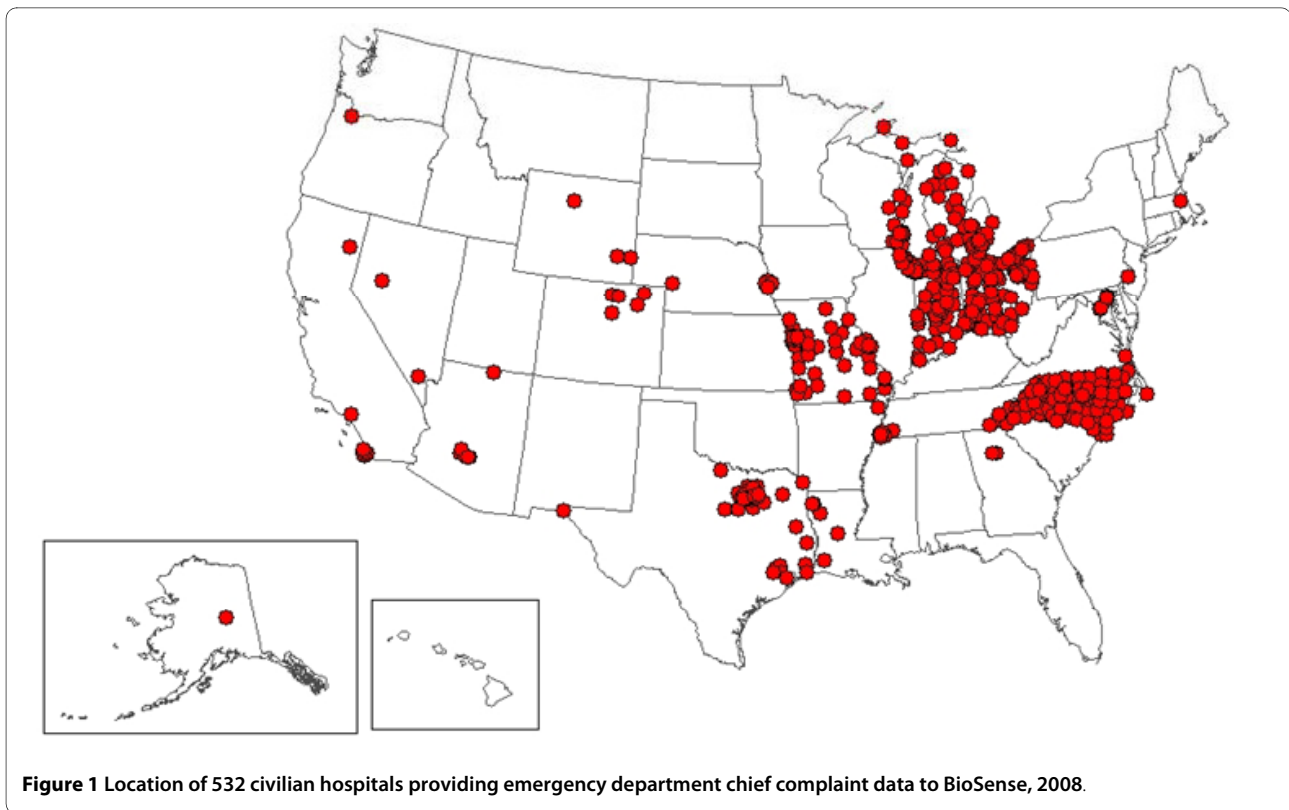 Figure 1 Location of 532 civilian hospitals providing emergency department chief complaint data to BioSense, 2008.